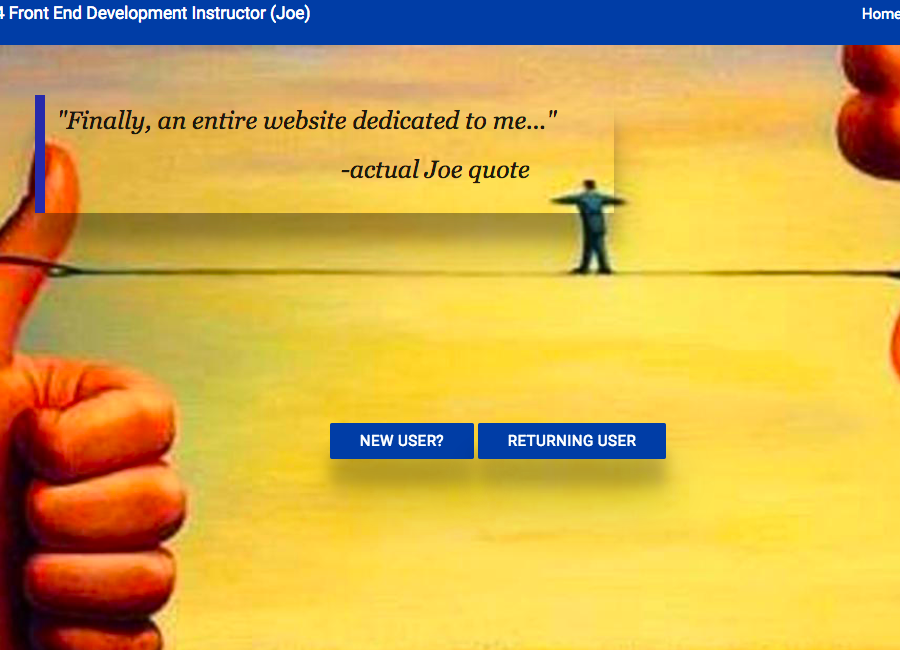 4 Front End Development Instructor (Joe)
Home
"Finally, an entire website dedicated to me..."
-actual Joe quote
NEW USER?
RETURNING USER